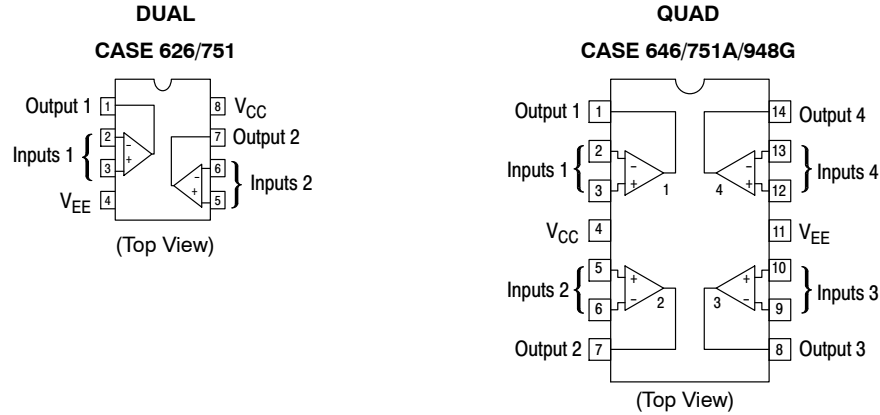 DUAL
CASE 626/751
Output 1 1 8 VCC
2 7 Output 2
Inputs 1 { - +
3 6
- + } Inputs 2
VEE 4 5
(Top View)
QUAD
CASE 646/751A/948G
Output 1 1 14 Output 4
2 13
Inputs 1 { - + 1 4 - + } Inputs 4
3 12
VCC 4 11 VEE
5 10
Inputs 2 { + - 2 3 + - } Inputs 3
6 9
Output 2 7 8 Output 3
(Top View)